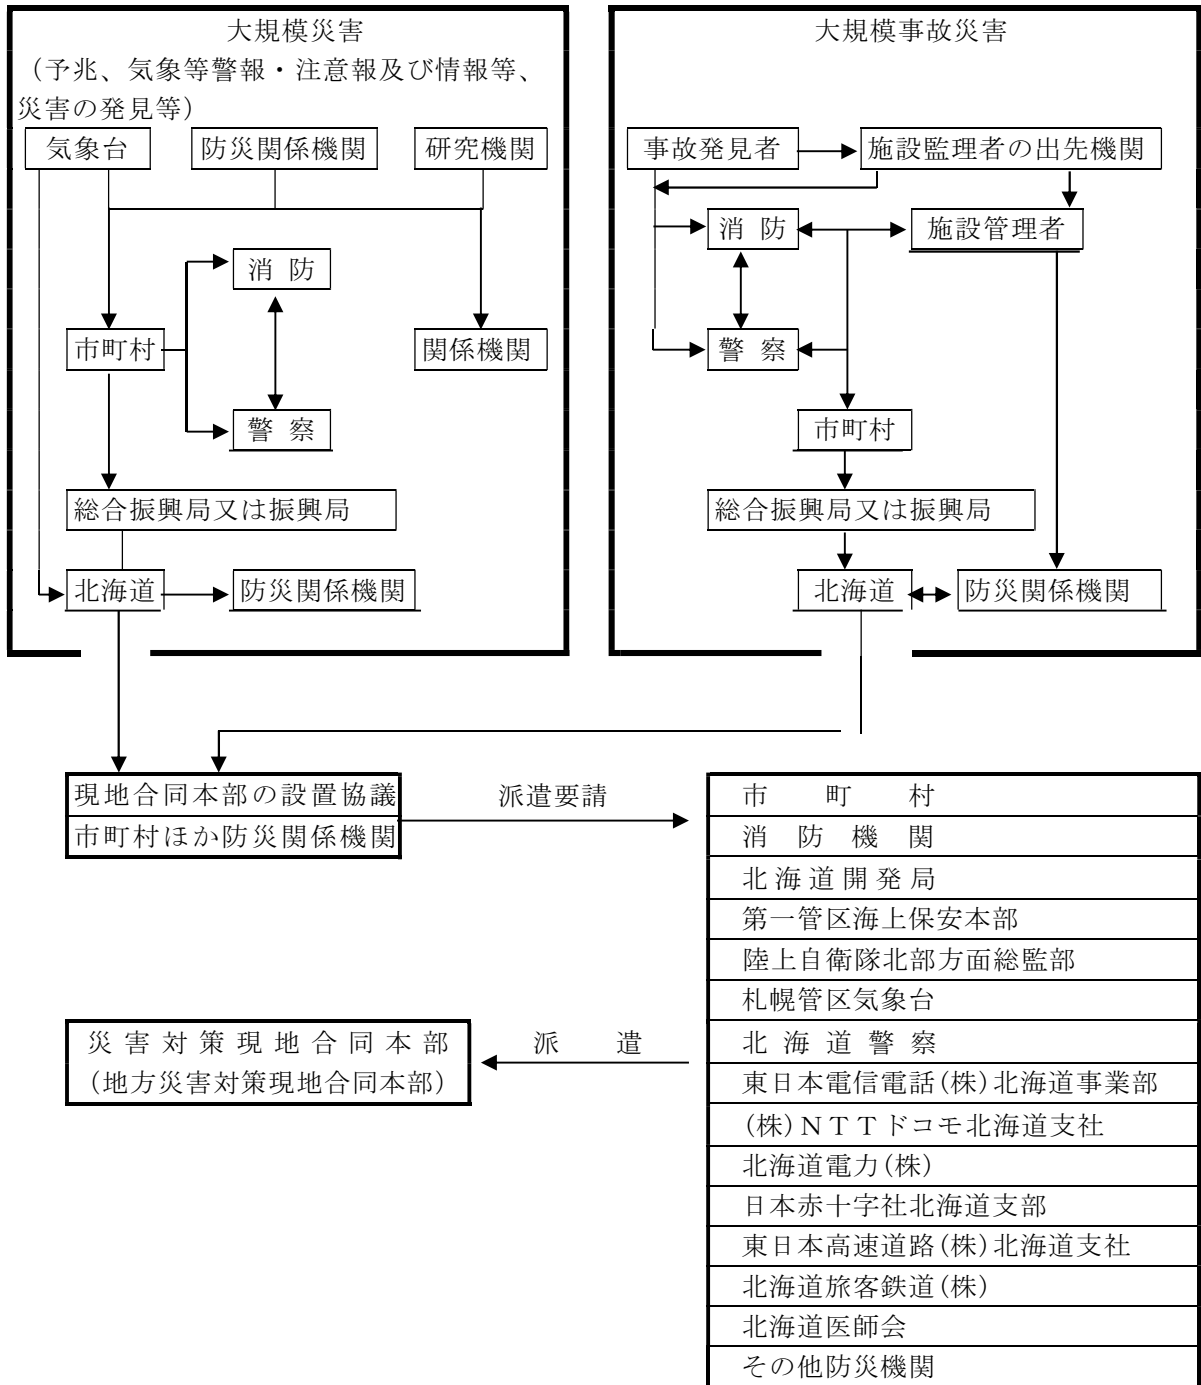 大規模災害
（予兆、気象等警報・注意報及び情報等、
災害の発見等）
気象台
防災関係機関
研究機関
消 防
市町村
関係機関
警 察
総合振興局又は振興局
北海道
防災関係機関
大規模事故災害
事故発見者
施設監理者の出先機関
消 防
施設管理者
警 察
市町村
総合振興局又は振興局
北海道
防災関係機関
現地合同本部の設置協議
市町村ほか防災関係機関
派遣要請
市 町 村
消 防 機 関
北海道開発局
第一管区海上保安本部
陸上自衛隊北部方面総監部
札幌管区気象台
北 海 道 警 察
東日本電信電話(株)北海道事業部
(株)ＮＴＴドコモ北海道支社
北海道電力(株)
日本赤十字社北海道支部
東日本高速道路(株)北海道支社
北海道旅客鉄道(株)
北海道医師会
その他防災機関
派 遣
災害対策現地合同本部
（地方災害対策現地合同本部）